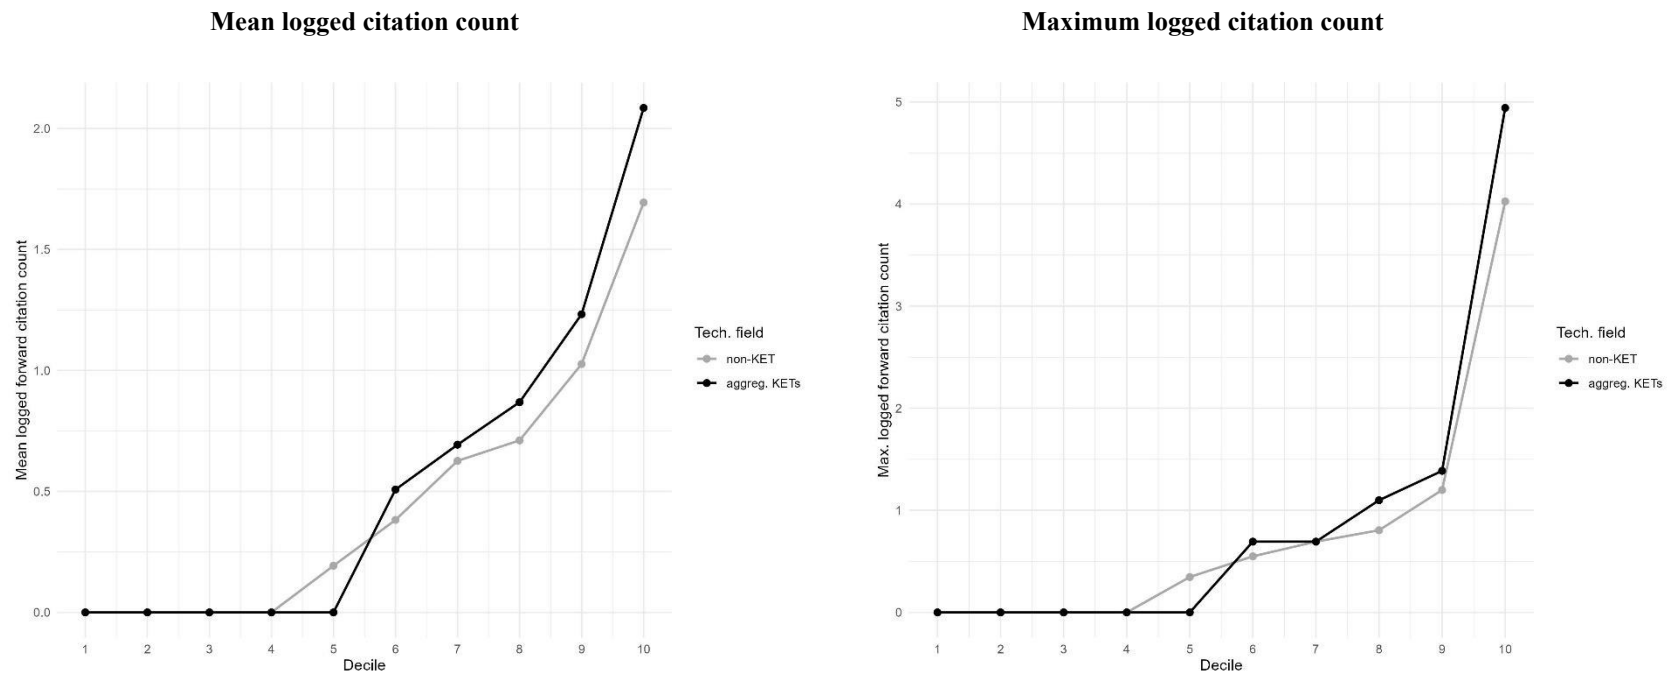 Mean logged citation count
Mean logged forward citation count
2.0
1.5
1.0
0.5
0.0
1 2 3 4 5 6 7 8 9 10
Decile
Tech. field
non-KET
aggreg. KETs
Maximum logged citation count
Max. logged forward citation count
5
4
3
2
1
0
1 2 3 4 5 6 7 8 9 10
Decile
Tech. field
non-KET
aggreg. KETs